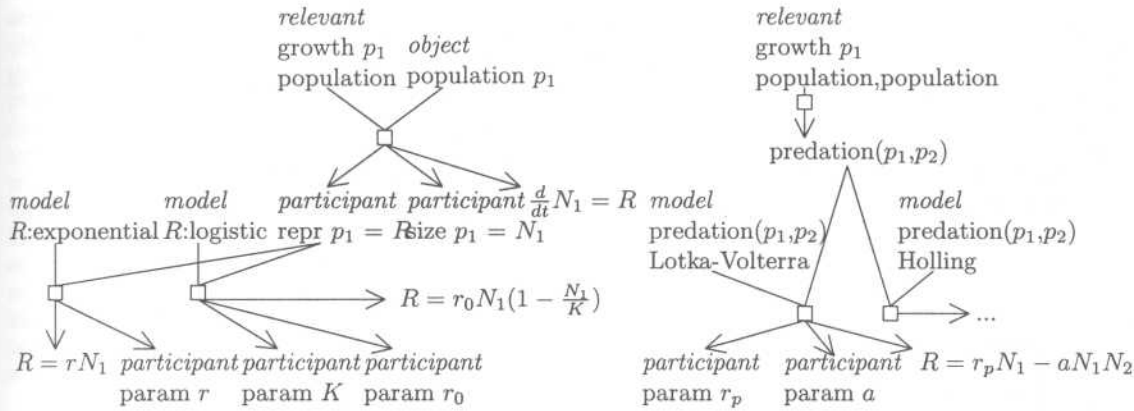 relevant
growth p₁ object
population population p₁
relevant
growth p₁
population,population
predation(p₁,p₂)
model model participant participant d/dt N₁ = R
R:exponential R:logistic repr p₁ = R size p₁ = N₁
model model
predation(p₁,p₂) predation(p₁,p₂)
Lotka-Volterra Holling
R = r₀N₁(1 − N₁/K)
...
R = rN₁ participant participant participant
param r param K param r₀
participant participant R = rₚN₁ − aN₁N₂
param rₚ param a